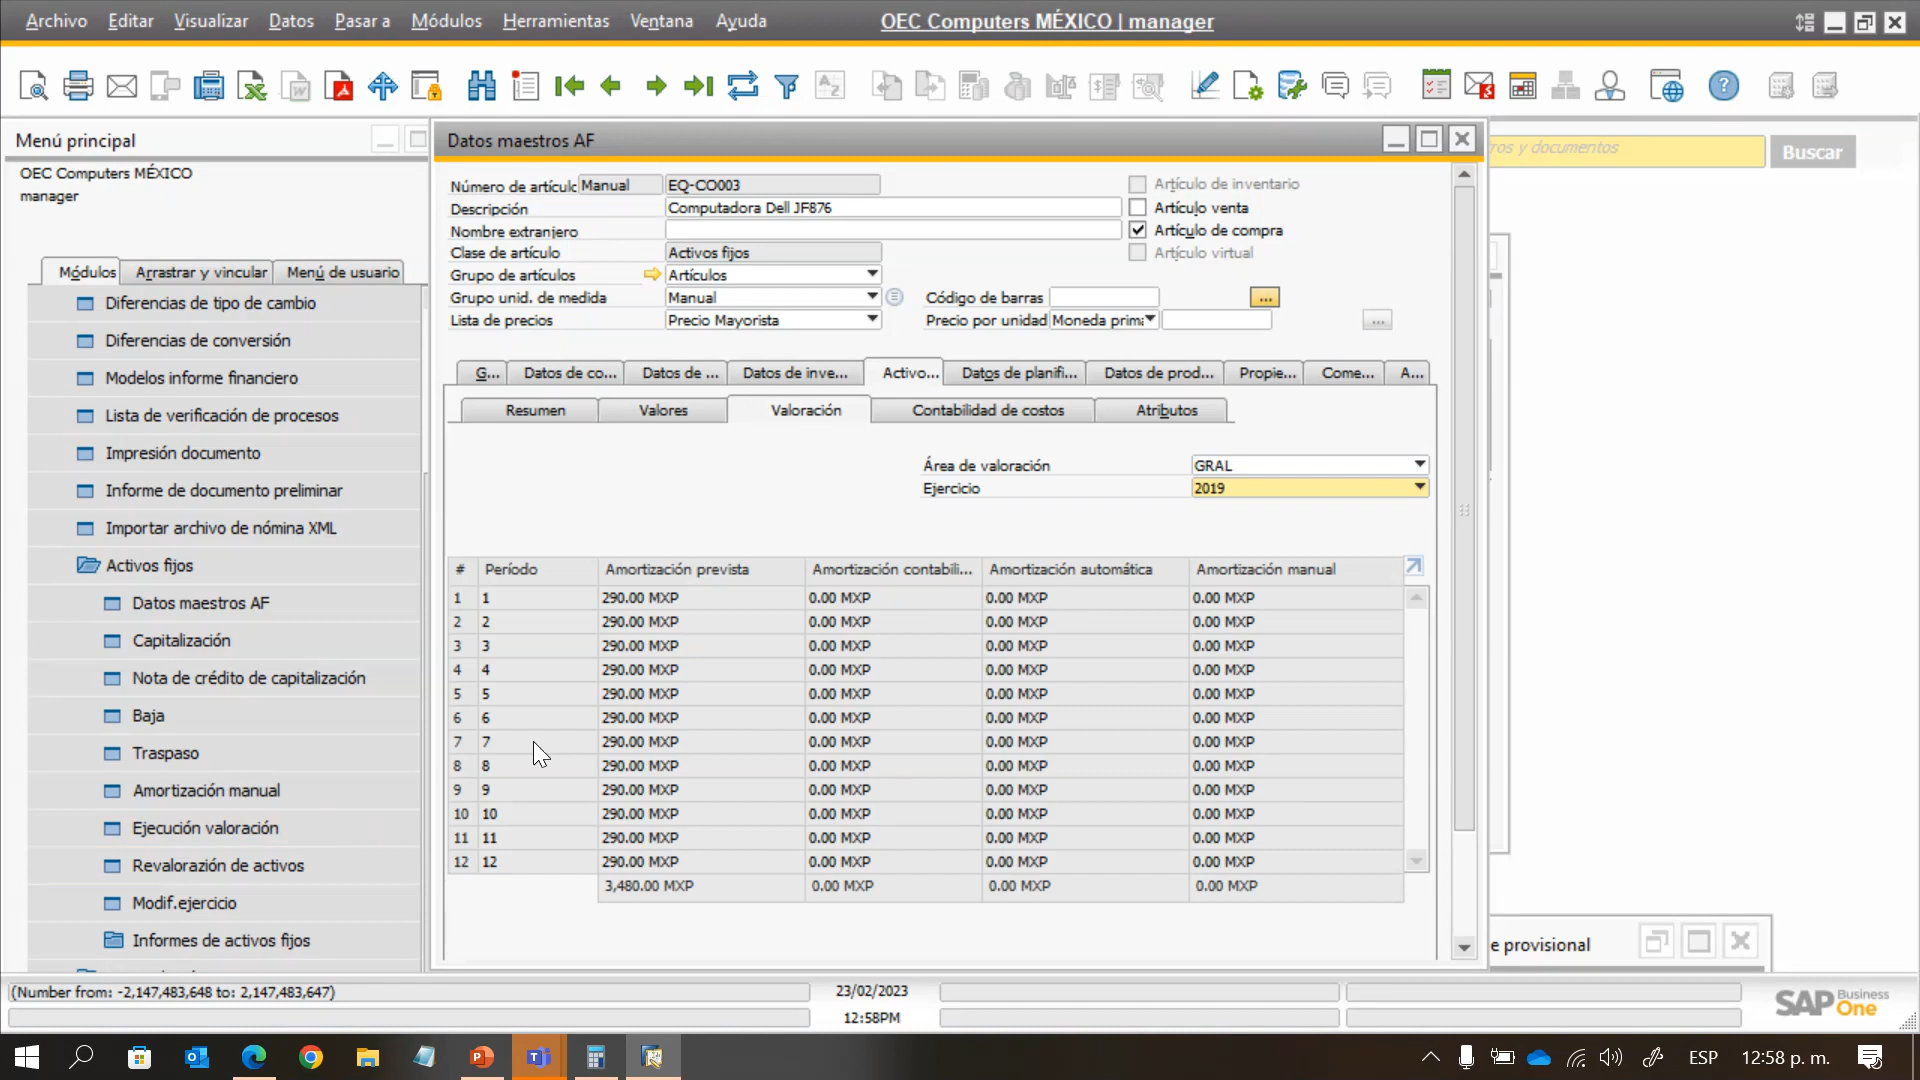 Archivo Editar Visualizar Datos Pasar a Módulos Herramientas Ventana Ayuda
OEC Computers MÉXICO | manager
Menú principal
OEC Computers MÉXICO
manager
Módulos Arrastrar y vincular Menú de usuario
Diferencias de tipo de cambio
Diferencias de conversión
Modelos informe financiero
Lista de verificación de procesos
Impresión documento
Informe de documento preliminar
Importar archivo de nómina XML
Activos fijos
Datos maestros AF
Capitalización
Nota de crédito de capitalización
Baja
Traspaso
Amortización manual
Ejecución valoración
Revalorazión de activos
Modif.ejercicio
Informes de activos fijos
Datos maestros AF
ros y documentos Buscar
Número de artículo Manual EQ-CO003 Artículo de inventario
Descripción Computadora Dell JF876 Artículo venta
Nombre extranjero Artículo de compra
Clase de artículo Activos fijos Artículo virtual
Grupo de artículos Artículos
Grupo unid. de medida Manual Código de barras ...
Lista de precios Precio Mayorista Precio por unidad Moneda prima ...
G... Datos de co... Datos de ... Datos de inve... Activo... Datos de planifi... Datos de prod... Propie... Come... A...
Resumen Valores Valoración Contabilidad de costos Atributos
Área de valoración GRAL
Ejercicio 2019
# Período Amortización prevista Amortización contabili... Amortización automática Amortización manual
1 1 290.00 MXP 0.00 MXP 0.00 MXP 0.00 MXP
2 2 290.00 MXP 0.00 MXP 0.00 MXP 0.00 MXP
3 3 290.00 MXP 0.00 MXP 0.00 MXP 0.00 MXP
4 4 290.00 MXP 0.00 MXP 0.00 MXP 0.00 MXP
5 5 290.00 MXP 0.00 MXP 0.00 MXP 0.00 MXP
6 6 290.00 MXP 0.00 MXP 0.00 MXP 0.00 MXP
7 7 290.00 MXP 0.00 MXP 0.00 MXP 0.00 MXP
8 8 290.00 MXP 0.00 MXP 0.00 MXP 0.00 MXP
9 9 290.00 MXP 0.00 MXP 0.00 MXP 0.00 MXP
10 10 290.00 MXP 0.00 MXP 0.00 MXP 0.00 MXP
11 11 290.00 MXP 0.00 MXP 0.00 MXP 0.00 MXP
12 12 290.00 MXP 0.00 MXP 0.00 MXP 0.00 MXP
3,480.00 MXP 0.00 MXP 0.00 MXP 0.00 MXP
e provisional
(Number from: -2,147,483,648 to: 2,147,483,647) 23/02/2023
12:58PM
SAP Business One
ESP 12:58 p. m.